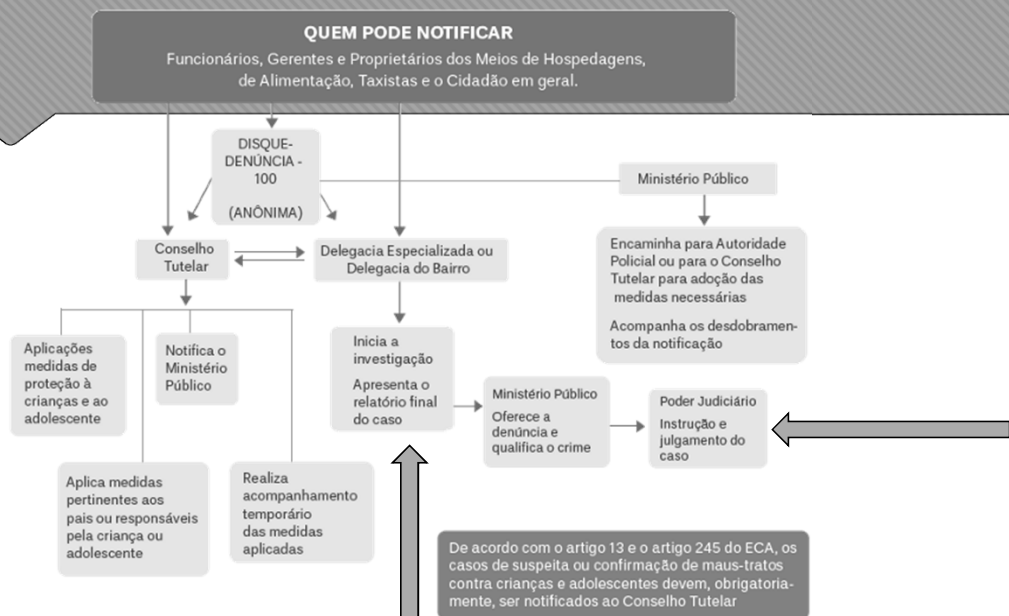 QUEM PODE NOTIFICAR
Funcionários, Gerentes e Proprietários dos Meios de Hospedagens,
de Alimentação, Taxistas e o Cidadão em geral.
DISQUE-
DENÚNCIA -
100
(ANÔNIMA)
Ministério Público
Conselho
Tutelar
Delegacia Especializada ou
Delegacia do Bairro
Encaminha para Autoridade
Policial ou para o Conselho
Tutelar para adoção das
medidas necessárias
Acompanha os desdobramen-
tos da notificação
Aplicações
medidas de
proteção à
crianças e ao
adolescente
Notifica o
Ministério
Público
Inicia a
investigação
Apresenta o
relatório final
do caso
Ministério Público
Oferece a
denúncia e
qualifica o crime
Poder Judiciário
Instrução e
julgamento do
caso
Aplica medidas
pertinentes aos
pais ou responsáveis
pela criança ou
adolescente
Realiza
acompanhamento
temporário
das medidas
aplicadas
De acordo com o artigo 13 e o artigo 245 do ECA, os
casos de suspeita ou confirmação de maus-tratos
contra crianças e adolescentes devem, obrigatoria-
mente, ser notificados ao Conselho Tutelar